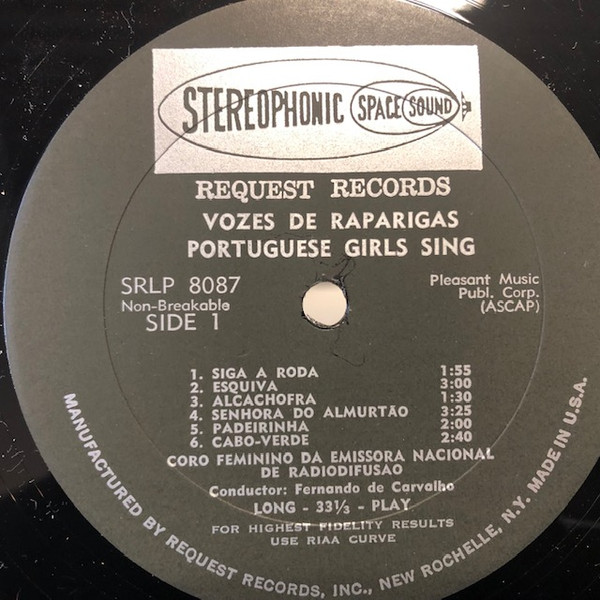 STEREOPHONIC SPACE SOUND
REQUEST RECORDS
VOZES DE RAPARIGAS
PORTUGUESE GIRLS SING
SRLP 8087
Non-Breakable
SIDE 1
Pleasant Music
Publ. Corp.
(ASCAP)
1. SIGA A RODA 1:55
2. ESQUIVA 3:00
3. ALCACHOFRA 1:30
4. SENHORA DO ALMURTÃO 3:25
5. PADEIRINHA 2:00
6. CABO-VERDE 2:40
CORO FEMININO DA EMISSORA NACIONAL
DE RADIODIFUSAO
Conductor: Fernando de Carvalho
LONG - 33⅓ - PLAY
FOR HIGHEST FIDELITY RESULTS
USE RIAA CURVE
MANUFACTURED BY REQUEST RECORDS, INC., NEW ROCHELLE, N.Y. MADE IN U.S.A.